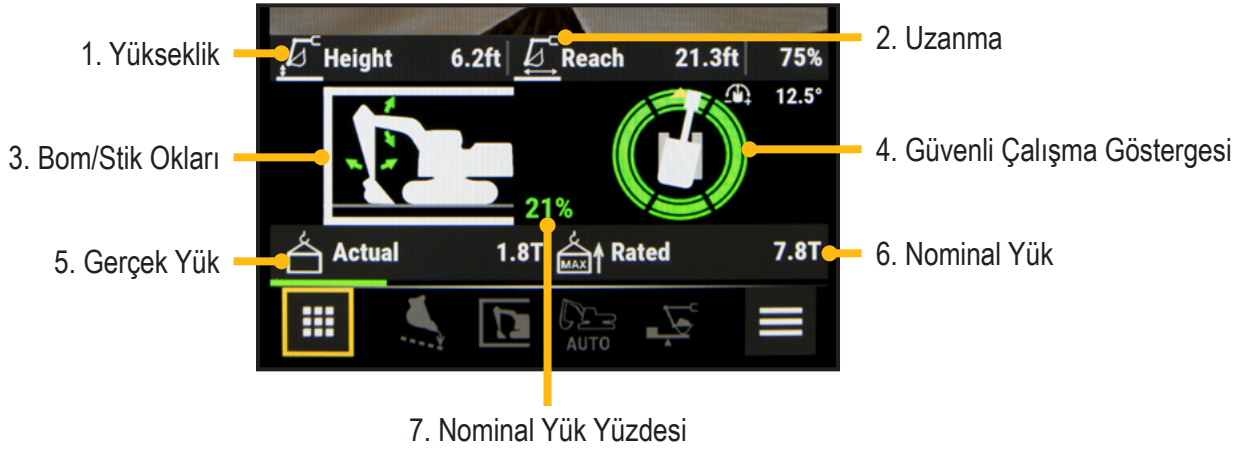 1. Yükseklik
2. Uzanma
Height 6.2ft Reach 21.3ft 75%
12.5°
3. Bom/Stik Okları
4. Güvenli Çalışma Göstergesi
21%
5. Gerçek Yük
Actual 1.8T MAX Rated 7.8T
6. Nominal Yük
AUTO
7. Nominal Yük Yüzdesi